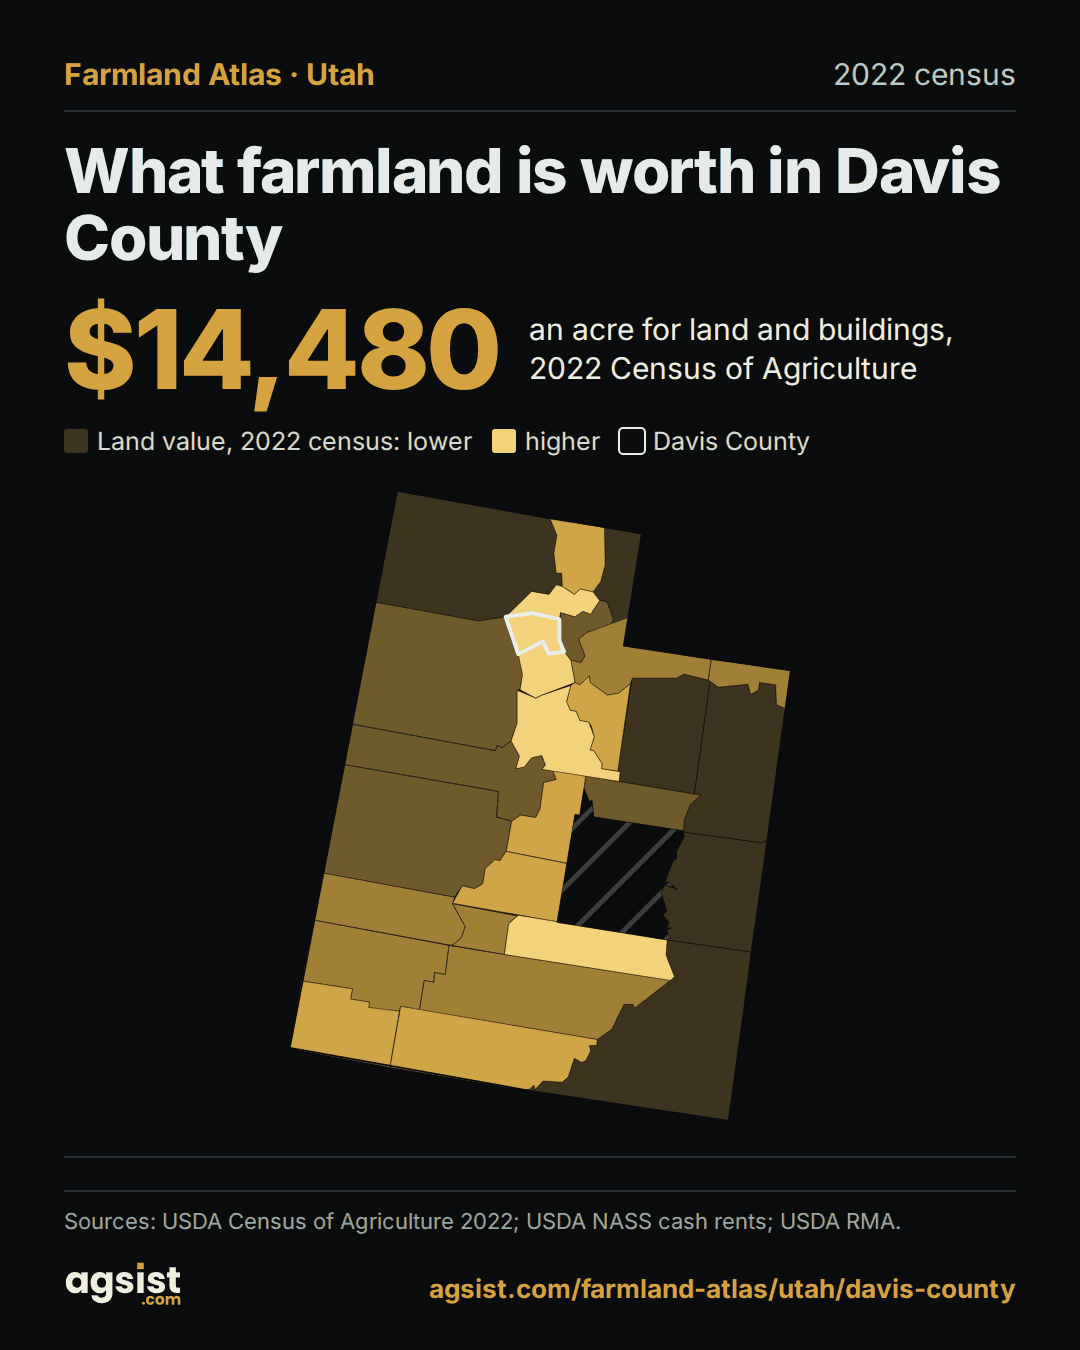 Farmland Atlas · Utah
2022 census
What farmland is worth in Davis
County
$14,480
an acre for land and buildings,
2022 Census of Agriculture
Land value, 2022 census: lower
higher
Davis County
Sources: USDA Census of Agriculture 2022; USDA NASS cash rents; USDA RMA.
agsist
.com
agsist.com/farmland-atlas/utah/davis-county